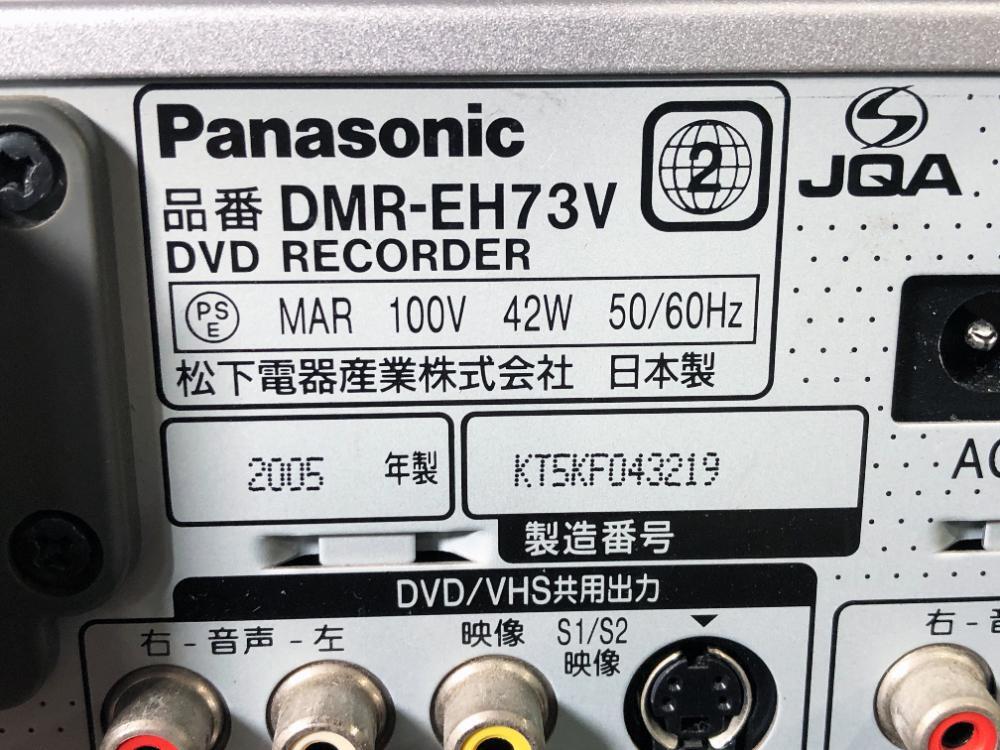 Panasonic
2
JQA
品番 DMR-EH73V
DVD RECORDER
PS E MAR 100V 42W 50/60Hz
松下電器産業株式会社 日本製
2005 年製
KT5KF043219
製造番号
AC
DVD/VHS共用出力
右-音声-左
映像
S1/S2
映像
右-音